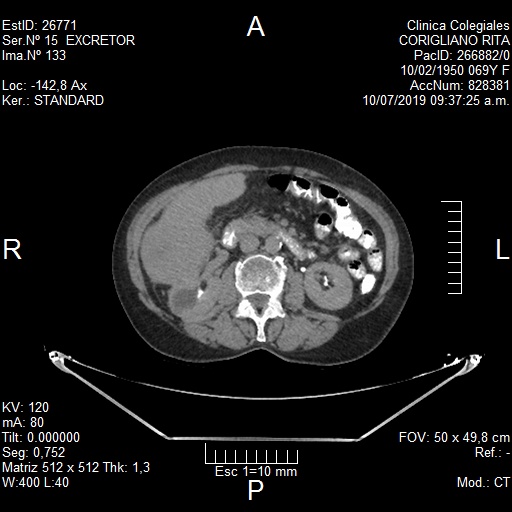 EstID: 26771
Ser.Nº 15 EXCRETOR
Ima.Nº 133
Loc: -142,8 Ax
Ker.: STANDARD
A
Clinica Colegiales
CORIGLIANO RITA
PacID: 266882/0
10/02/1950 069Y F
AccNum: 828381
10/07/2019 09:37:25 a.m.
R
L
KV: 120
mA: 80
Tilt: 0.000000
Seg: 0,752
Matriz 512 x 512 Thk: 1,3
W:400 L:40
Esc 1=10 mm
P
FOV: 50 x 49,8 cm
Ref.: -
Mod.: CT